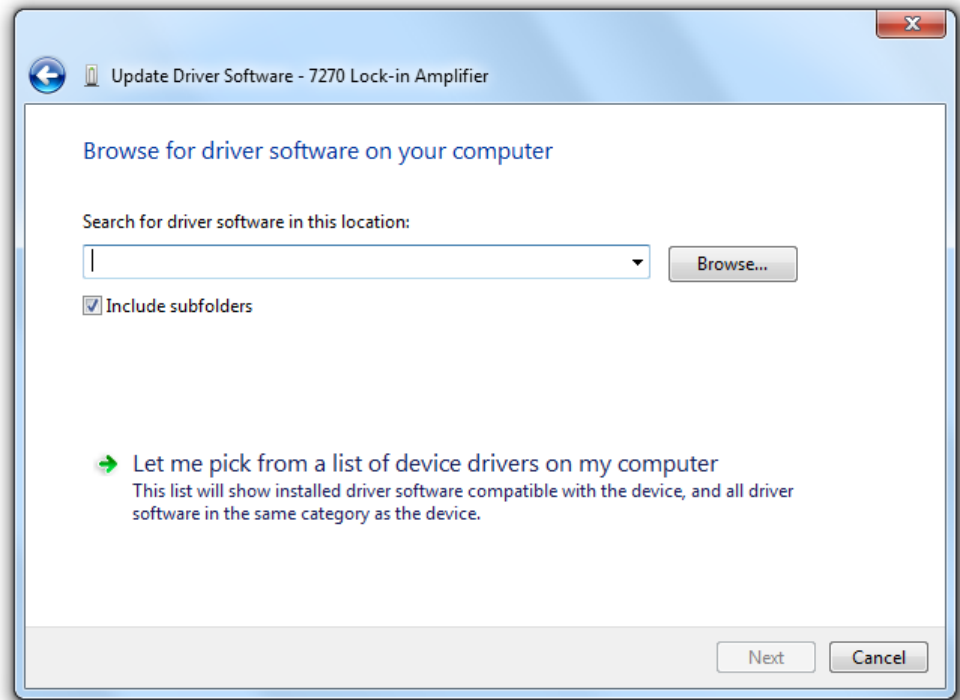 Update Driver Software - 7270 Lock-in Amplifier
Browse for driver software on your computer
Search for driver software in this location:
Browse...
Include subfolders
Let me pick from a list of device drivers on my computer
This list will show installed driver software compatible with the device, and all driver
software in the same category as the device.
Next
Cancel